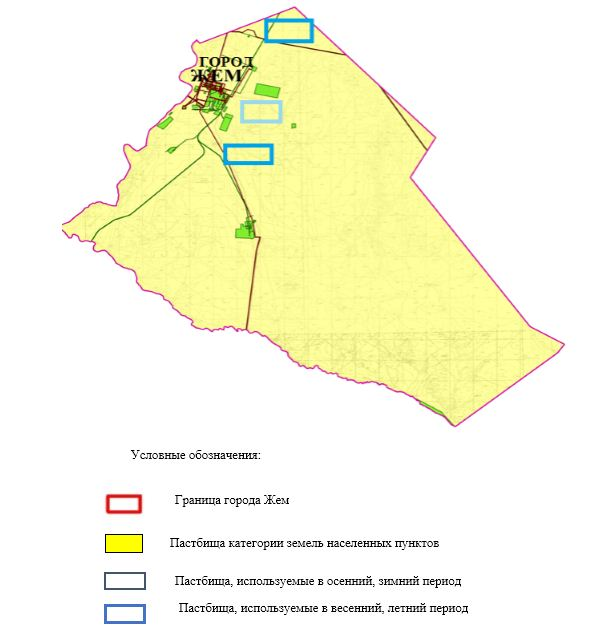 ГОРОД
ЖЕМ
Условные обозначения:
Граница города Жем
Пастбища категории земель населенных пунктов
Пастбища, используемые в осенний, зимний период
Пастбища, используемые в весенний, летний период